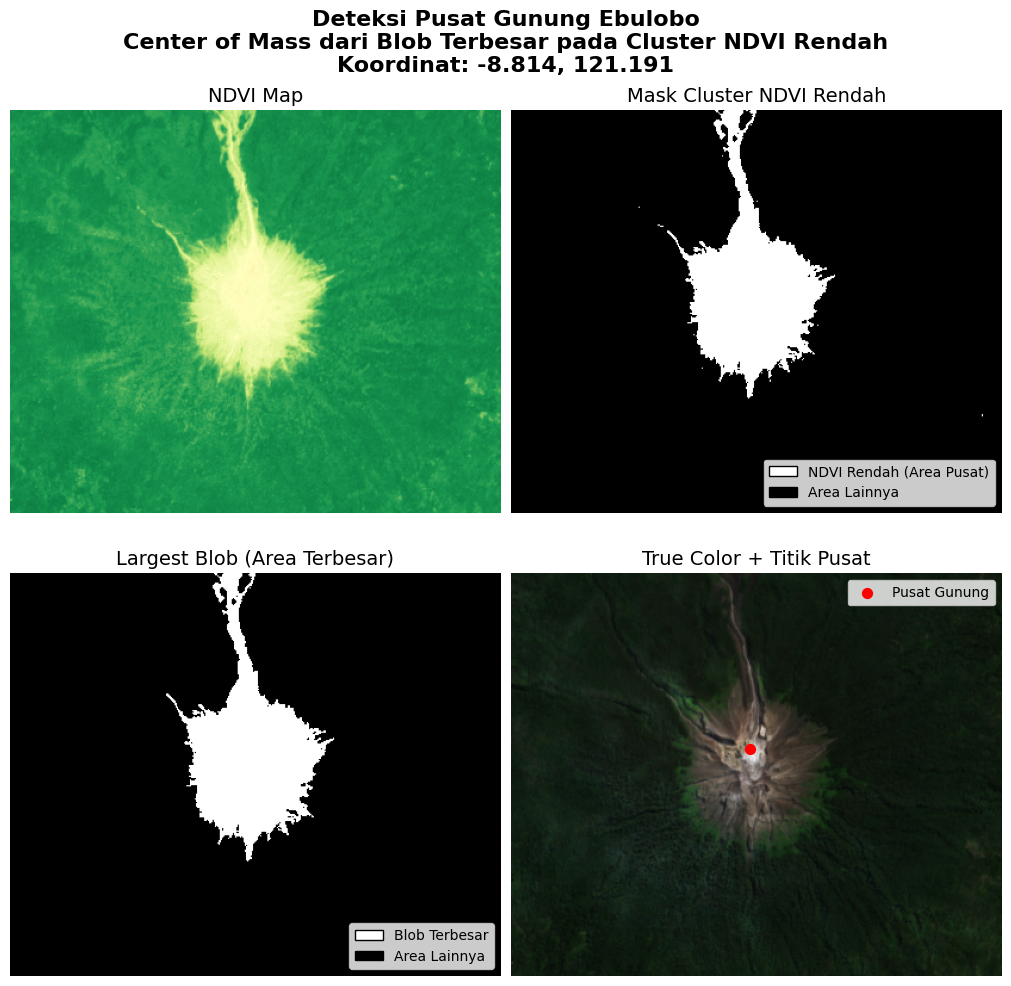 Deteksi Pusat Gunung Ebulobo
Center of Mass dari Blob Terbesar pada Cluster NDVI Rendah
Koordinat: -8.814, 121.191
NDVI Map
Mask Cluster NDVI Rendah
NDVI Rendah (Area Pusat)
Area Lainnya
Largest Blob (Area Terbesar)
True Color + Titik Pusat
Blob Terbesar
Area Lainnya
Pusat Gunung